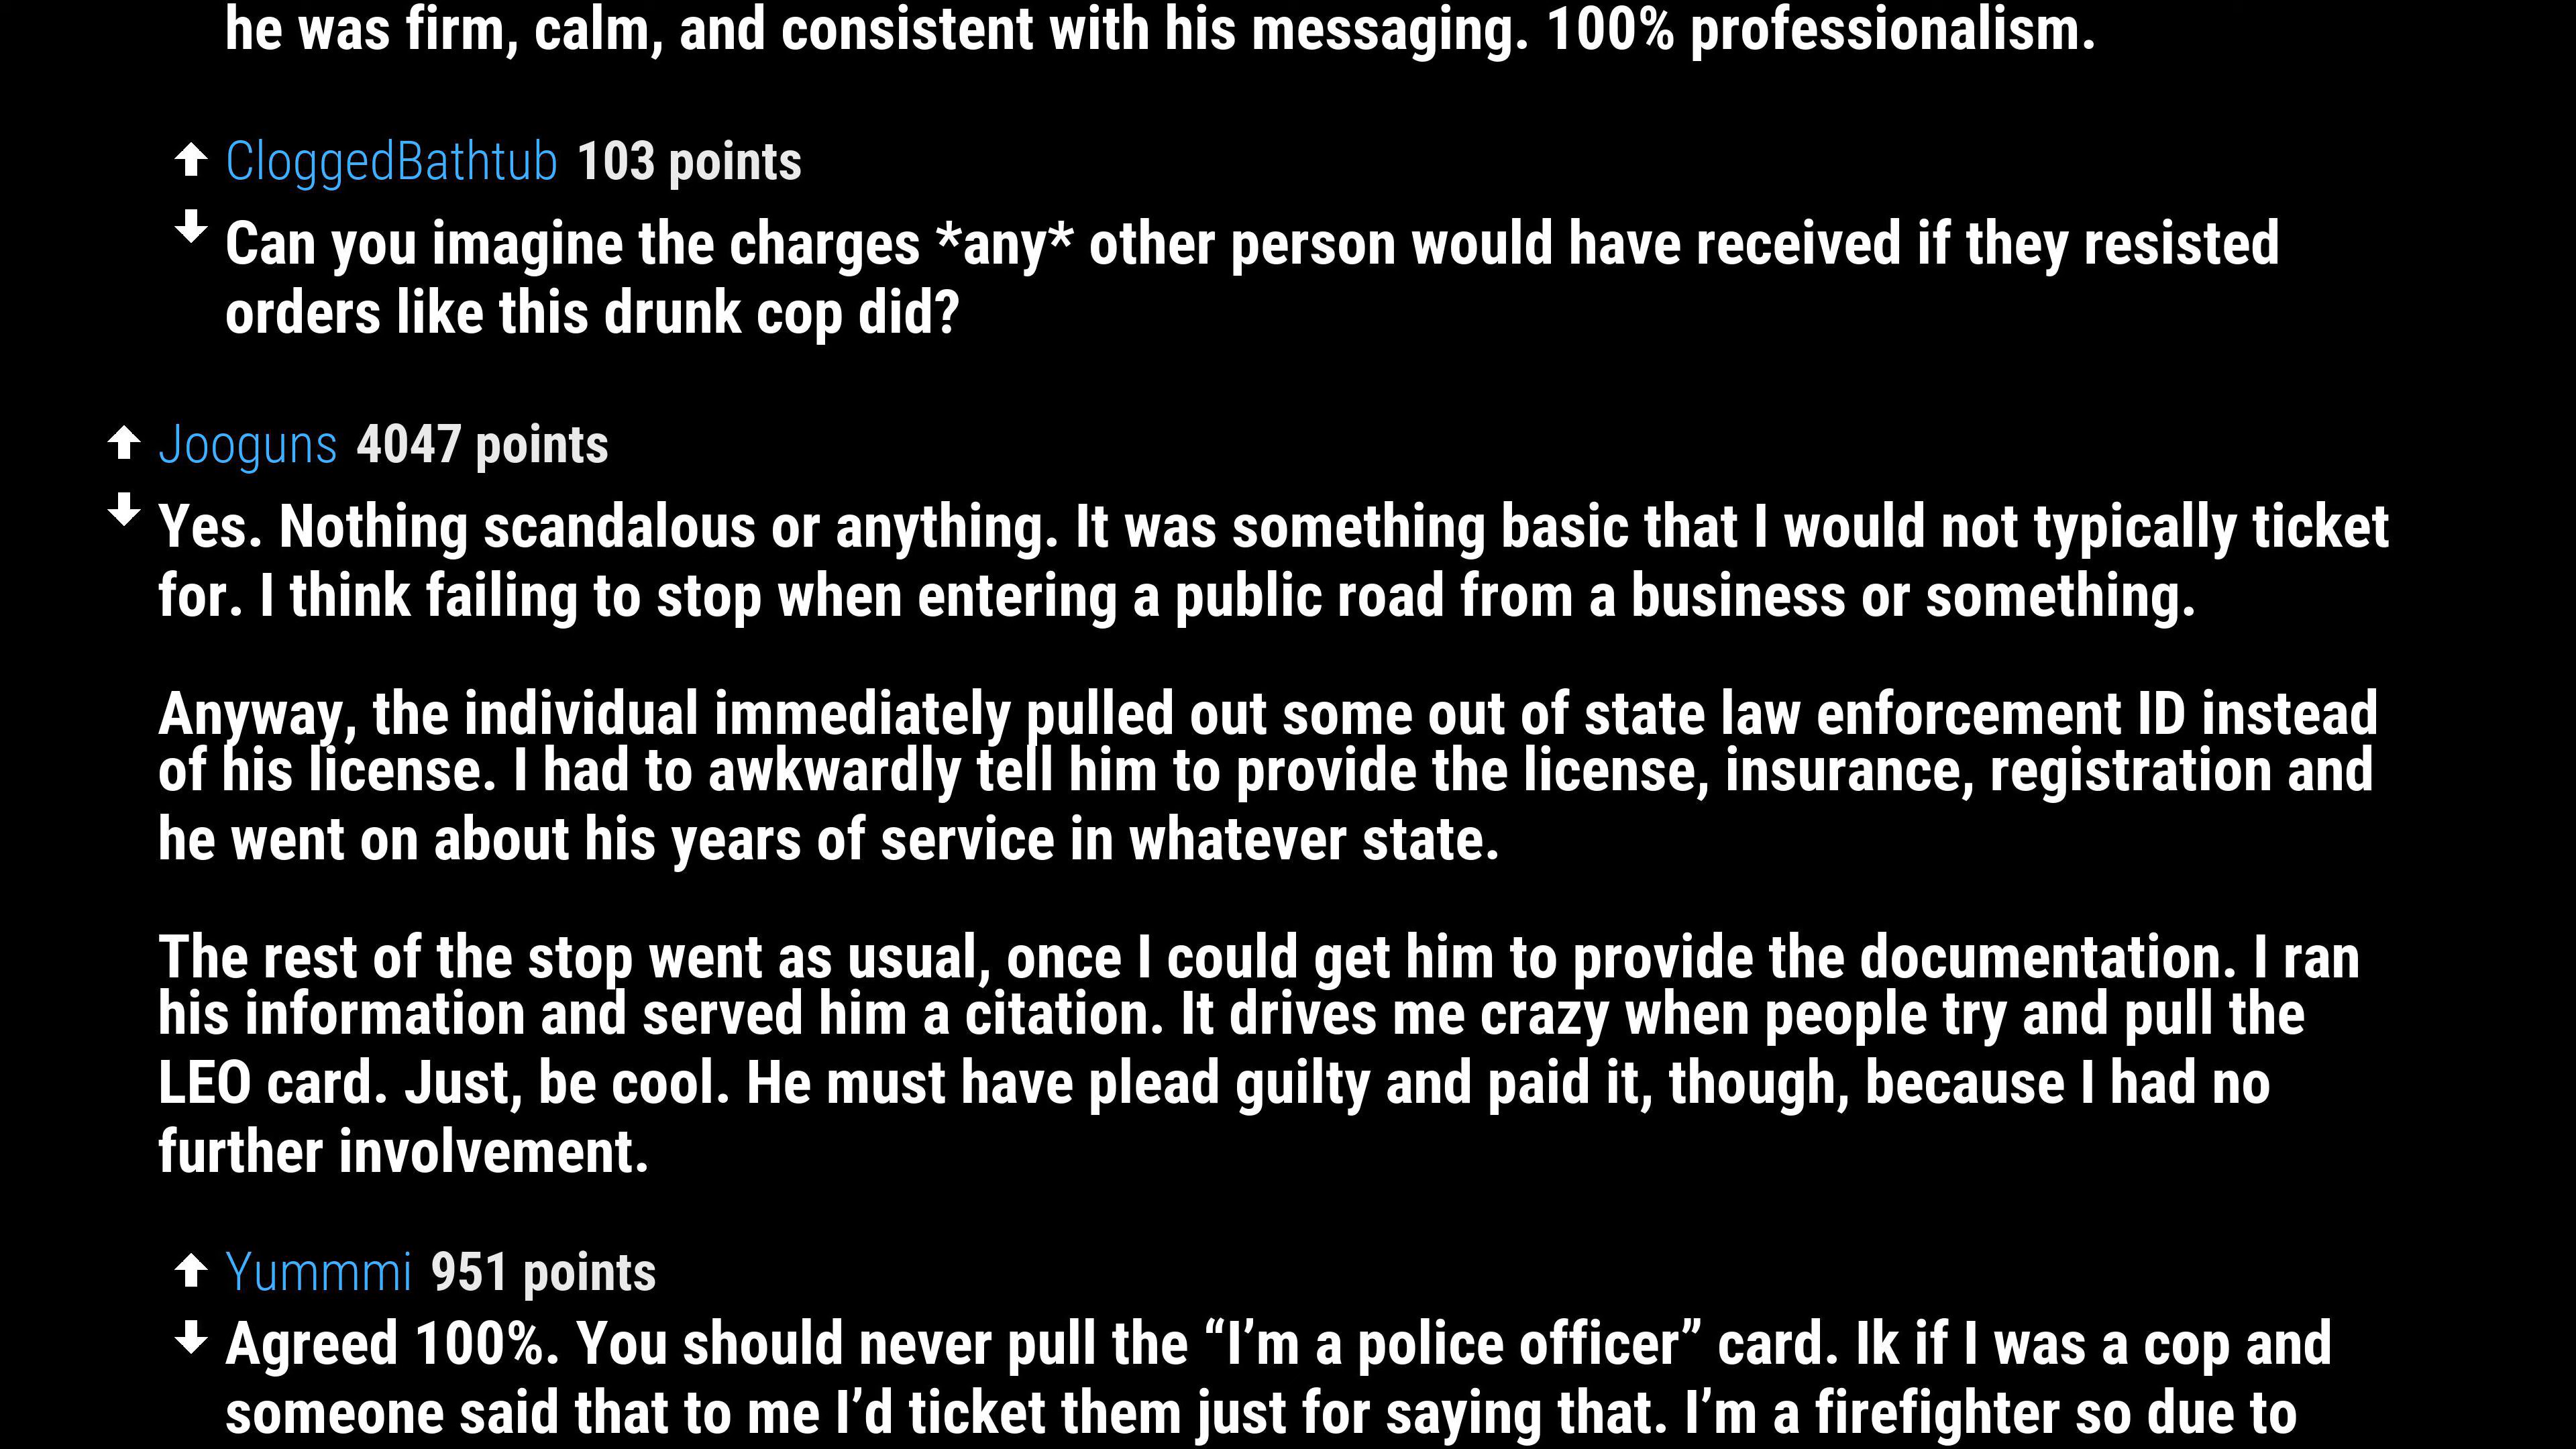 he was firm, calm, and consistent with his messaging. 100% professionalism.
CloggedBathtub 103 points
Can you imagine the charges *any* other person would have received if they resisted
orders like this drunk cop did?
Jooguns 4047 points
Yes. Nothing scandalous or anything. It was something basic that I would not typically ticket
for. I think failing to stop when entering a public road from a business or something.
Anyway, the individual immediately pulled out some out of state law enforcement ID instead
of his license. I had to awkwardly tell him to provide the license, insurance, registration and
he went on about his years of service in whatever state.
The rest of the stop went as usual, once I could get him to provide the documentation. I ran
his information and served him a citation. It drives me crazy when people try and pull the
LEO card. Just, be cool. He must have plead guilty and paid it, though, because I had no
further involvement.
Yummmi 951 points
Agreed 100%. You should never pull the “I’m a police officer” card. Ik if I was a cop and
someone said that to me I’d ticket them just for saying that. I’m a firefighter so due to